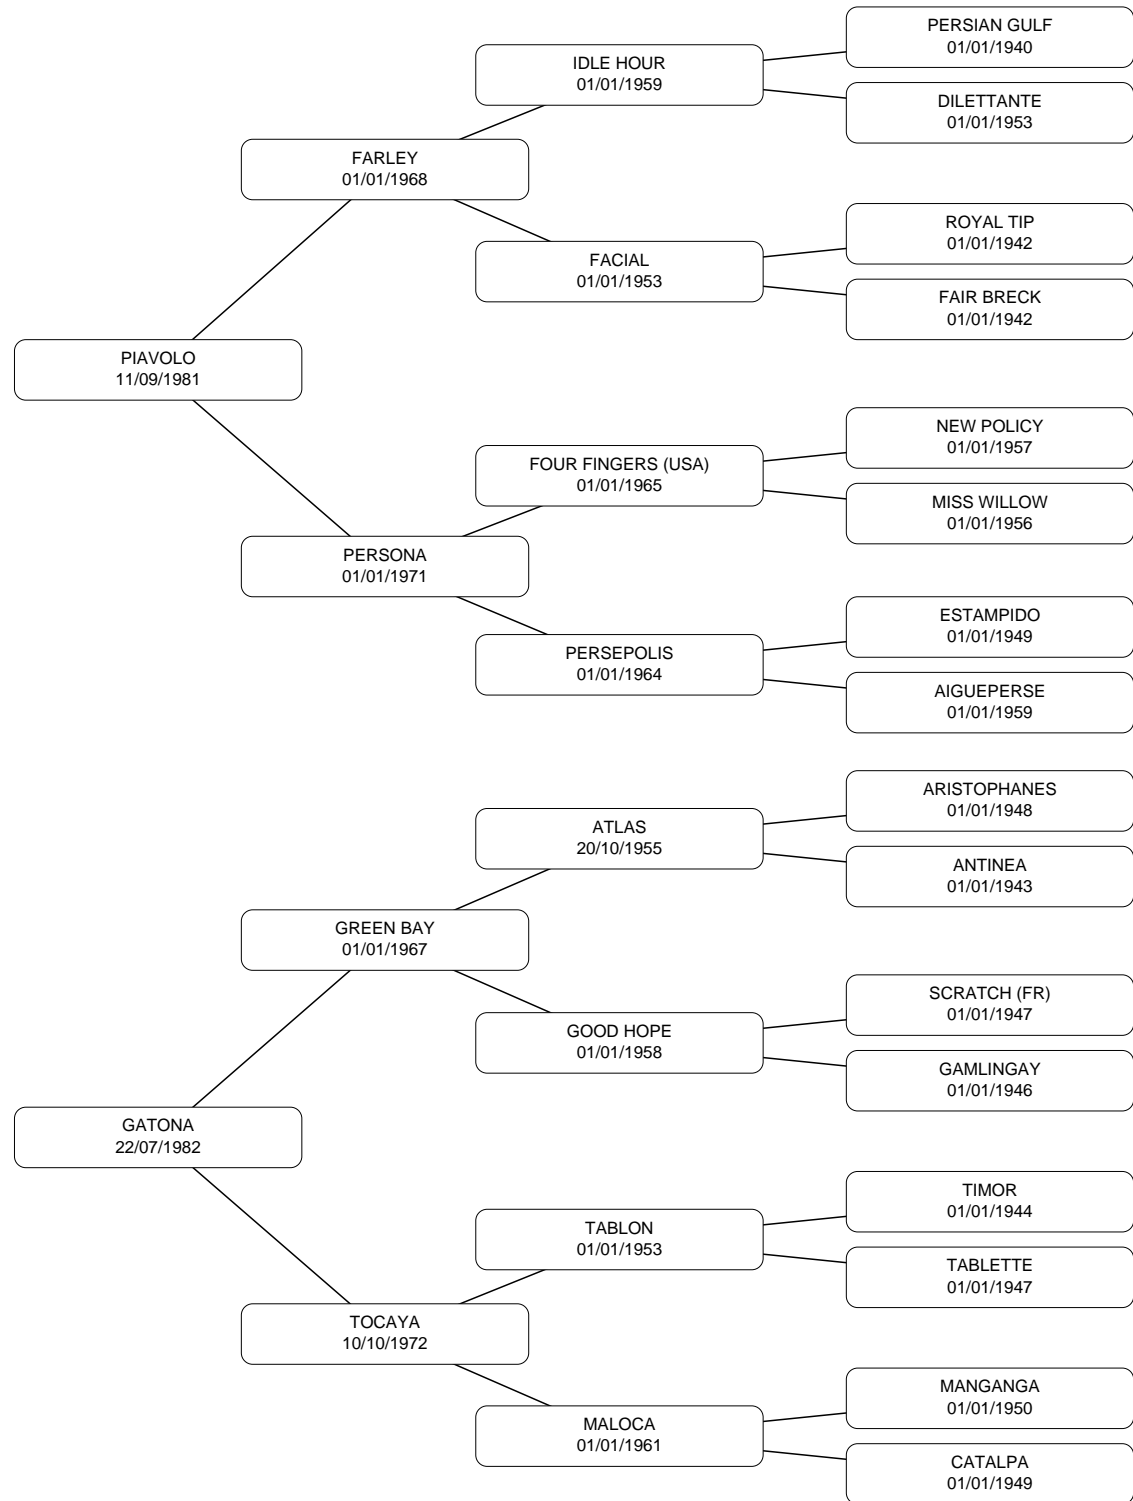 PERSIAN GULF
01/01/1940
IDLE HOUR
01/01/1959
DILETTANTE
01/01/1953
FARLEY
01/01/1968
ROYAL TIP
01/01/1942
FACIAL
01/01/1953
FAIR BRECK
01/01/1942
PIAVOLO
11/09/1981
NEW POLICY
01/01/1957
FOUR FINGERS (USA)
01/01/1965
MISS WILLOW
01/01/1956
PERSONA
01/01/1971
ESTAMPIDO
01/01/1949
PERSEPOLIS
01/01/1964
AIGUEPERSE
01/01/1959
ARISTOPHANES
01/01/1948
ATLAS
20/10/1955
ANTINEA
01/01/1943
GREEN BAY
01/01/1967
SCRATCH (FR)
01/01/1947
GOOD HOPE
01/01/1958
GAMLINGAY
01/01/1946
GATONA
22/07/1982
TIMOR
01/01/1944
TABLON
01/01/1953
TABLETTE
01/01/1947
TOCAYA
10/10/1972
MANGANGA
01/01/1950
MALOCA
01/01/1961
CATALPA
01/01/1949